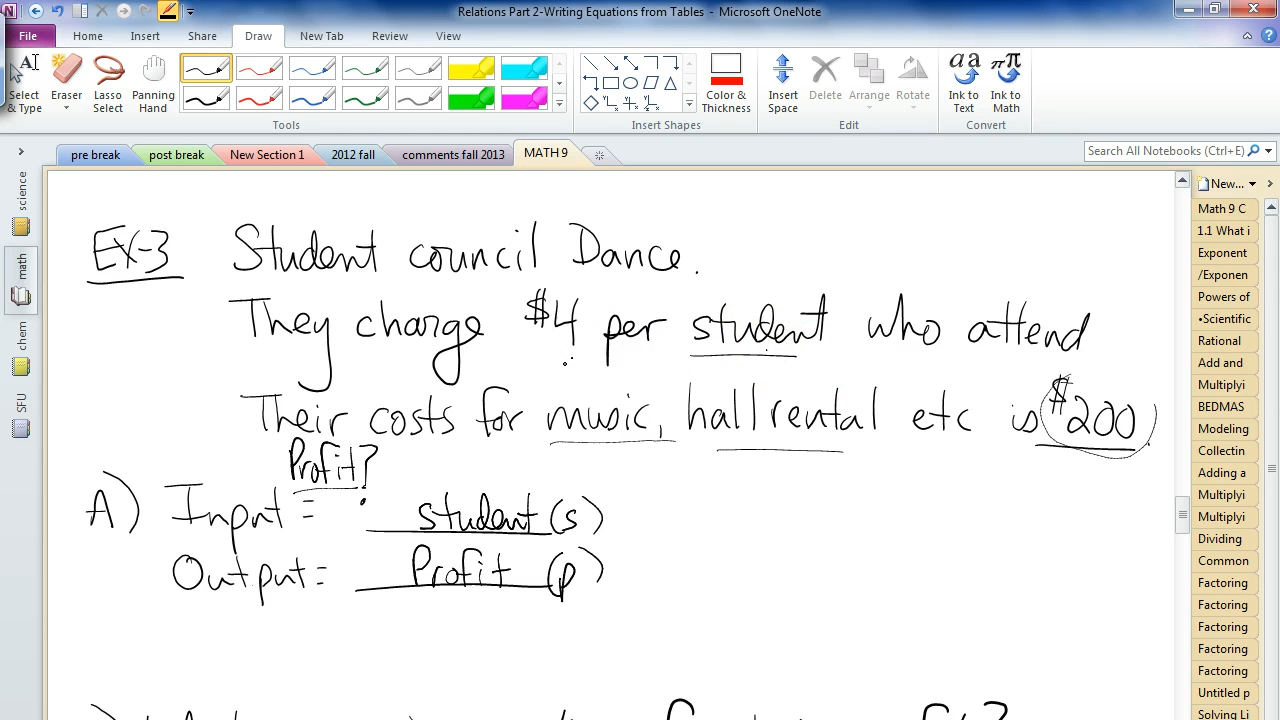 Relations Part 2-Writing Equations from Tables - Microsoft OneNote
File Home Insert Share Draw New Tab Review View
Select & Type
Eraser
Lasso Select
Panning Hand
Color & Thickness
Insert Space
Delete
Arrange
Rotate
Ink to Text
Ink to Math
Tools
Insert Shapes
Edit
Convert
pre break
post break
New Section 1
2012 fall
comments fall 2013
MATH 9
Search All Notebooks (Ctrl+E)
science
math
chem
SFU
EX-3 Student council Dance.
They charge $4 per student who attend
Their costs for music, hall rental etc is $200
Profit?
A) Input = student (s)
Output = Profit (p)
New...
Math 9 C
1.1 What i
Exponent
/Exponen
Powers of
•Scientific
Rational
Add and
Multiplyi
BEDMAS
Modeling
Collectin
Adding a
Multiplyi
Multiplyi
Dividing
Common
Factoring
Factoring
Factoring
Factoring
Factoring
Untitled p
Solving Li